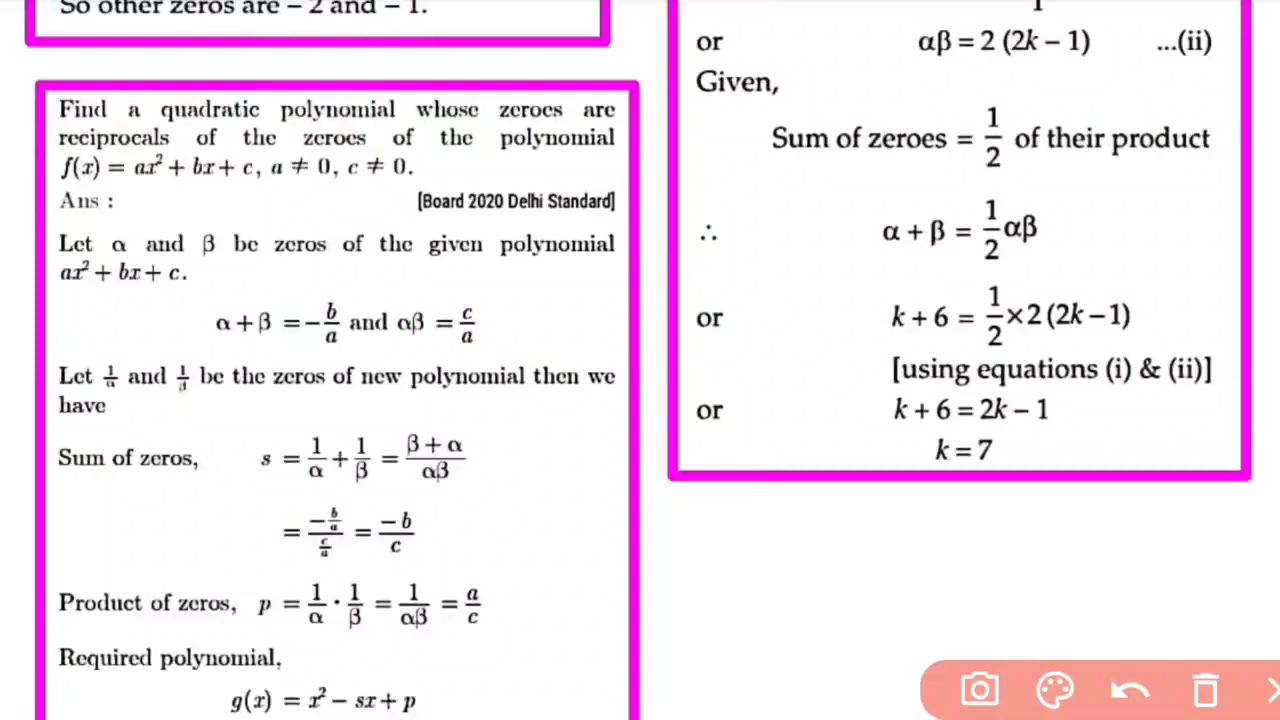 So other zeros are – 2 and – 1.
Find a quadratic polynomial whose zeroes are
reciprocals of the zeroes of the polynomial
f(x) = ax² + bx + c, a ≠ 0, c ≠ 0.
Ans :
[Board 2020 Delhi Standard]
Let α and β be zeros of the given polynomial
ax² + bx + c.
α + β = –b/a and αβ = c/a
Let 1/α and 1/β be the zeros of new polynomial then we
have
Sum of zeros, s = 1/α + 1/β = (β + α)/(αβ)
= (–b/a)/(c/a) = –b/c
Product of zeros, p = 1/α · 1/β = 1/(αβ) = a/c
Required polynomial,
g(x) = x² – sx + p
or αβ = 2 (2k – 1) ...(ii)
Given,
Sum of zeroes = 1/2 of their product
∴ α + β = 1/2 αβ
or k + 6 = 1/2 × 2 (2k – 1)
[using equations (i) & (ii)]
or k + 6 = 2k – 1
k = 7